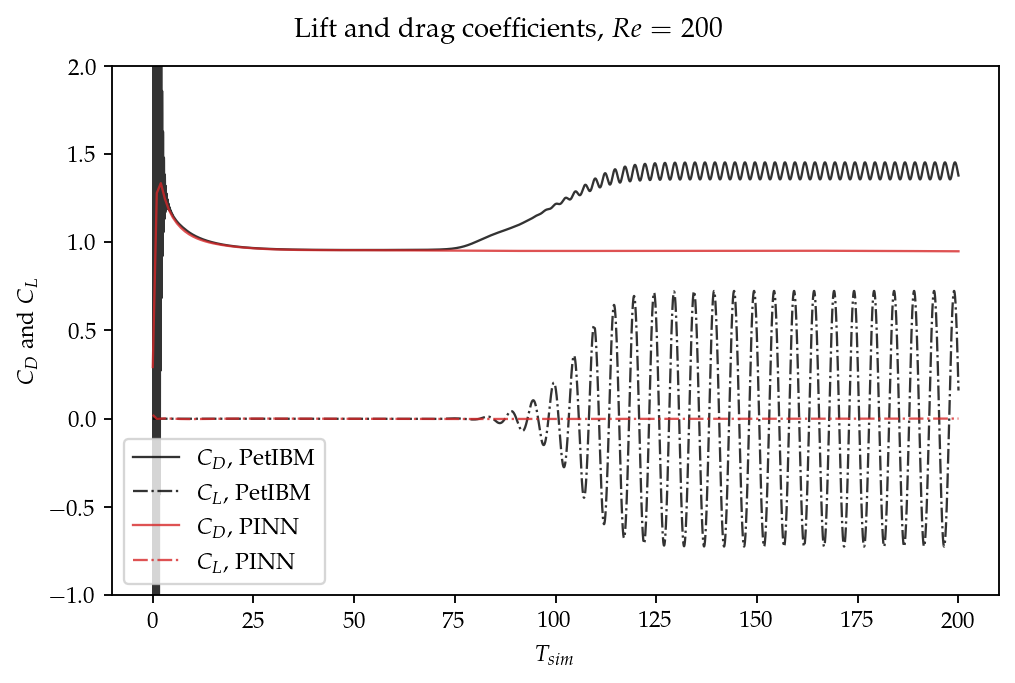 Lift and drag coefficients, Re = 200
2.0
1.5
1.0
0.5
0.0
−0.5
−1.0
C_D and C_L
C_D, PetIBM
C_L, PetIBM
C_D, PINN
C_L, PINN
0 25 50 75 100 125 150 175 200
T_sim